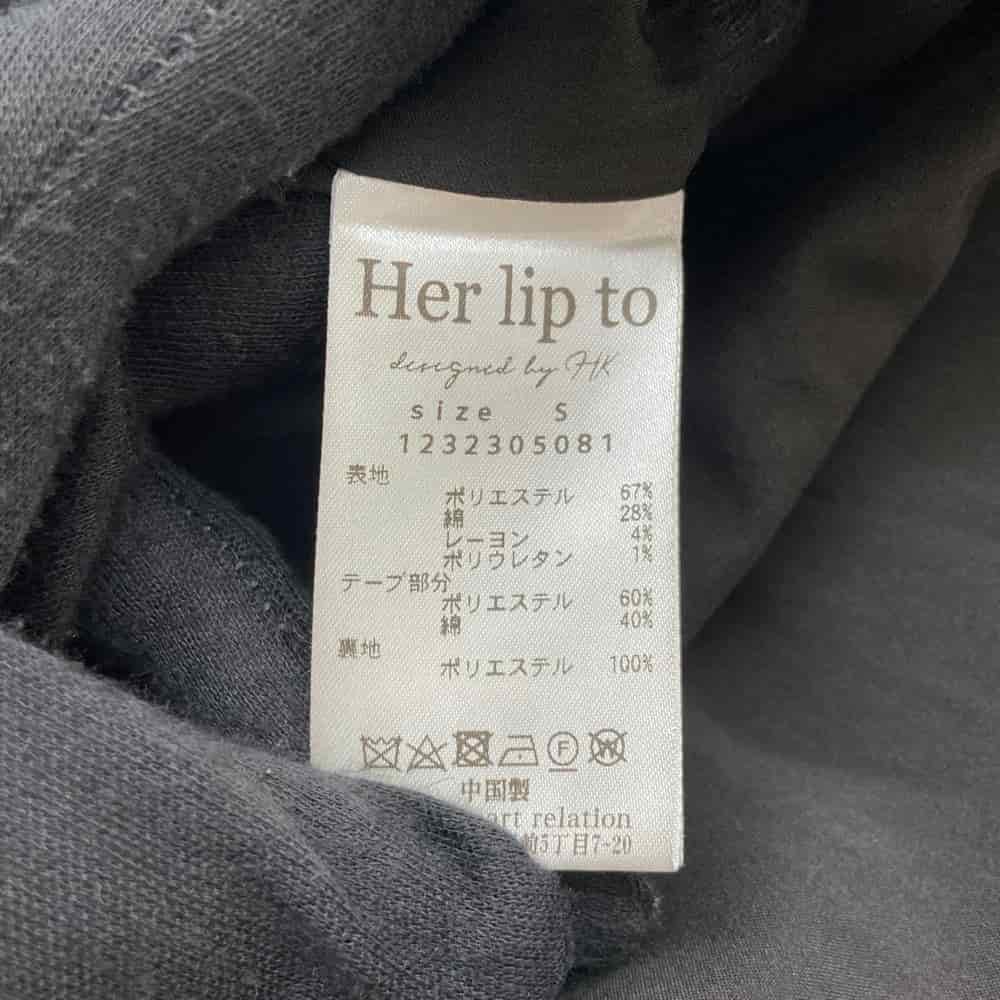 Her lip to
designed by HK
size S
1232305081
表地
ポリエステル 67%
綿 28%
レーヨン 4%
ポリウレタン 1%
テープ部分
ポリエステル 60%
綿 40%
裏地
ポリエステル 100%
中国製
art relation
前5丁目7-20